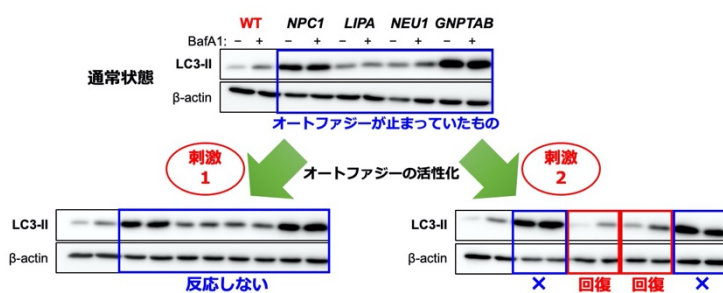 WT NPC1 LIPA NEU1 GNPTAB
BafA1: − + − + − + − + − +
通常状態
LC3-II
β-actin
オートファジーが止まっていたもの
刺激
1
オートファジーの活性化
刺激
2
LC3-II
β-actin
反応しない
LC3-II
β-actin
× 回復 回復 ×